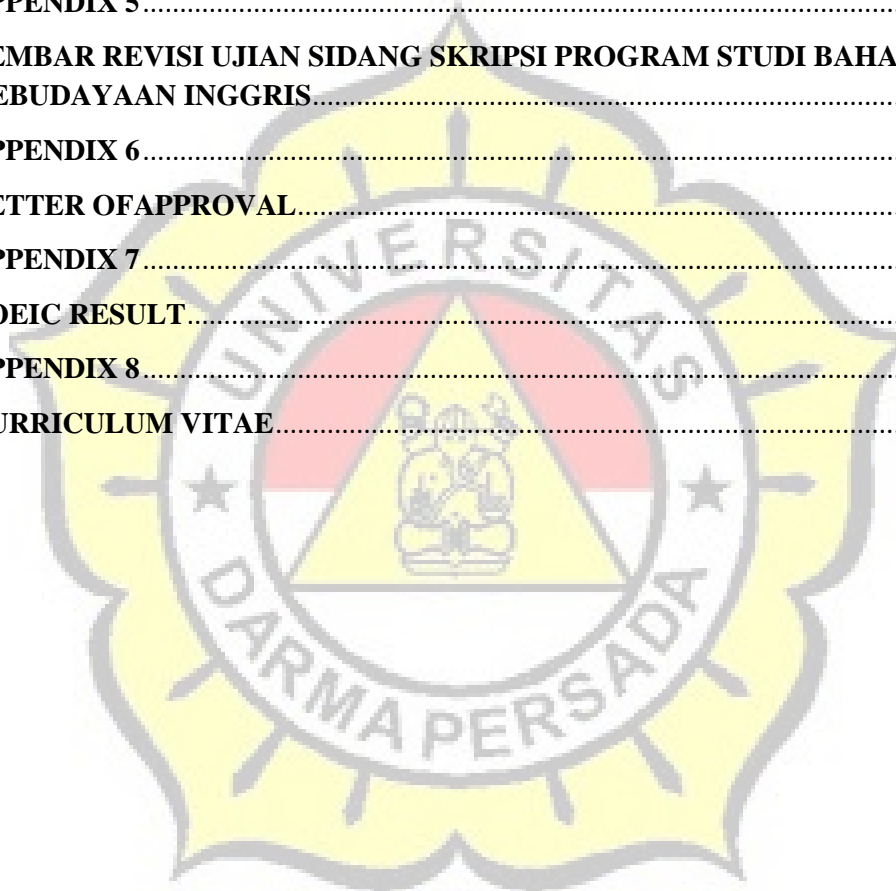 PPENDIX 5
EMBAR REVISI UJIAN SIDANG SKRIPSI PROGRAM STUDI BAHA
EBUDAYAAN INGGRIS
PPENDIX 6
ETTER OFAPPROVAL
PPENDIX 7
OEIC RESULT
PPENDIX 8
URRICULUM VITAE
UNIVERSITAS
DARMA PERSADA